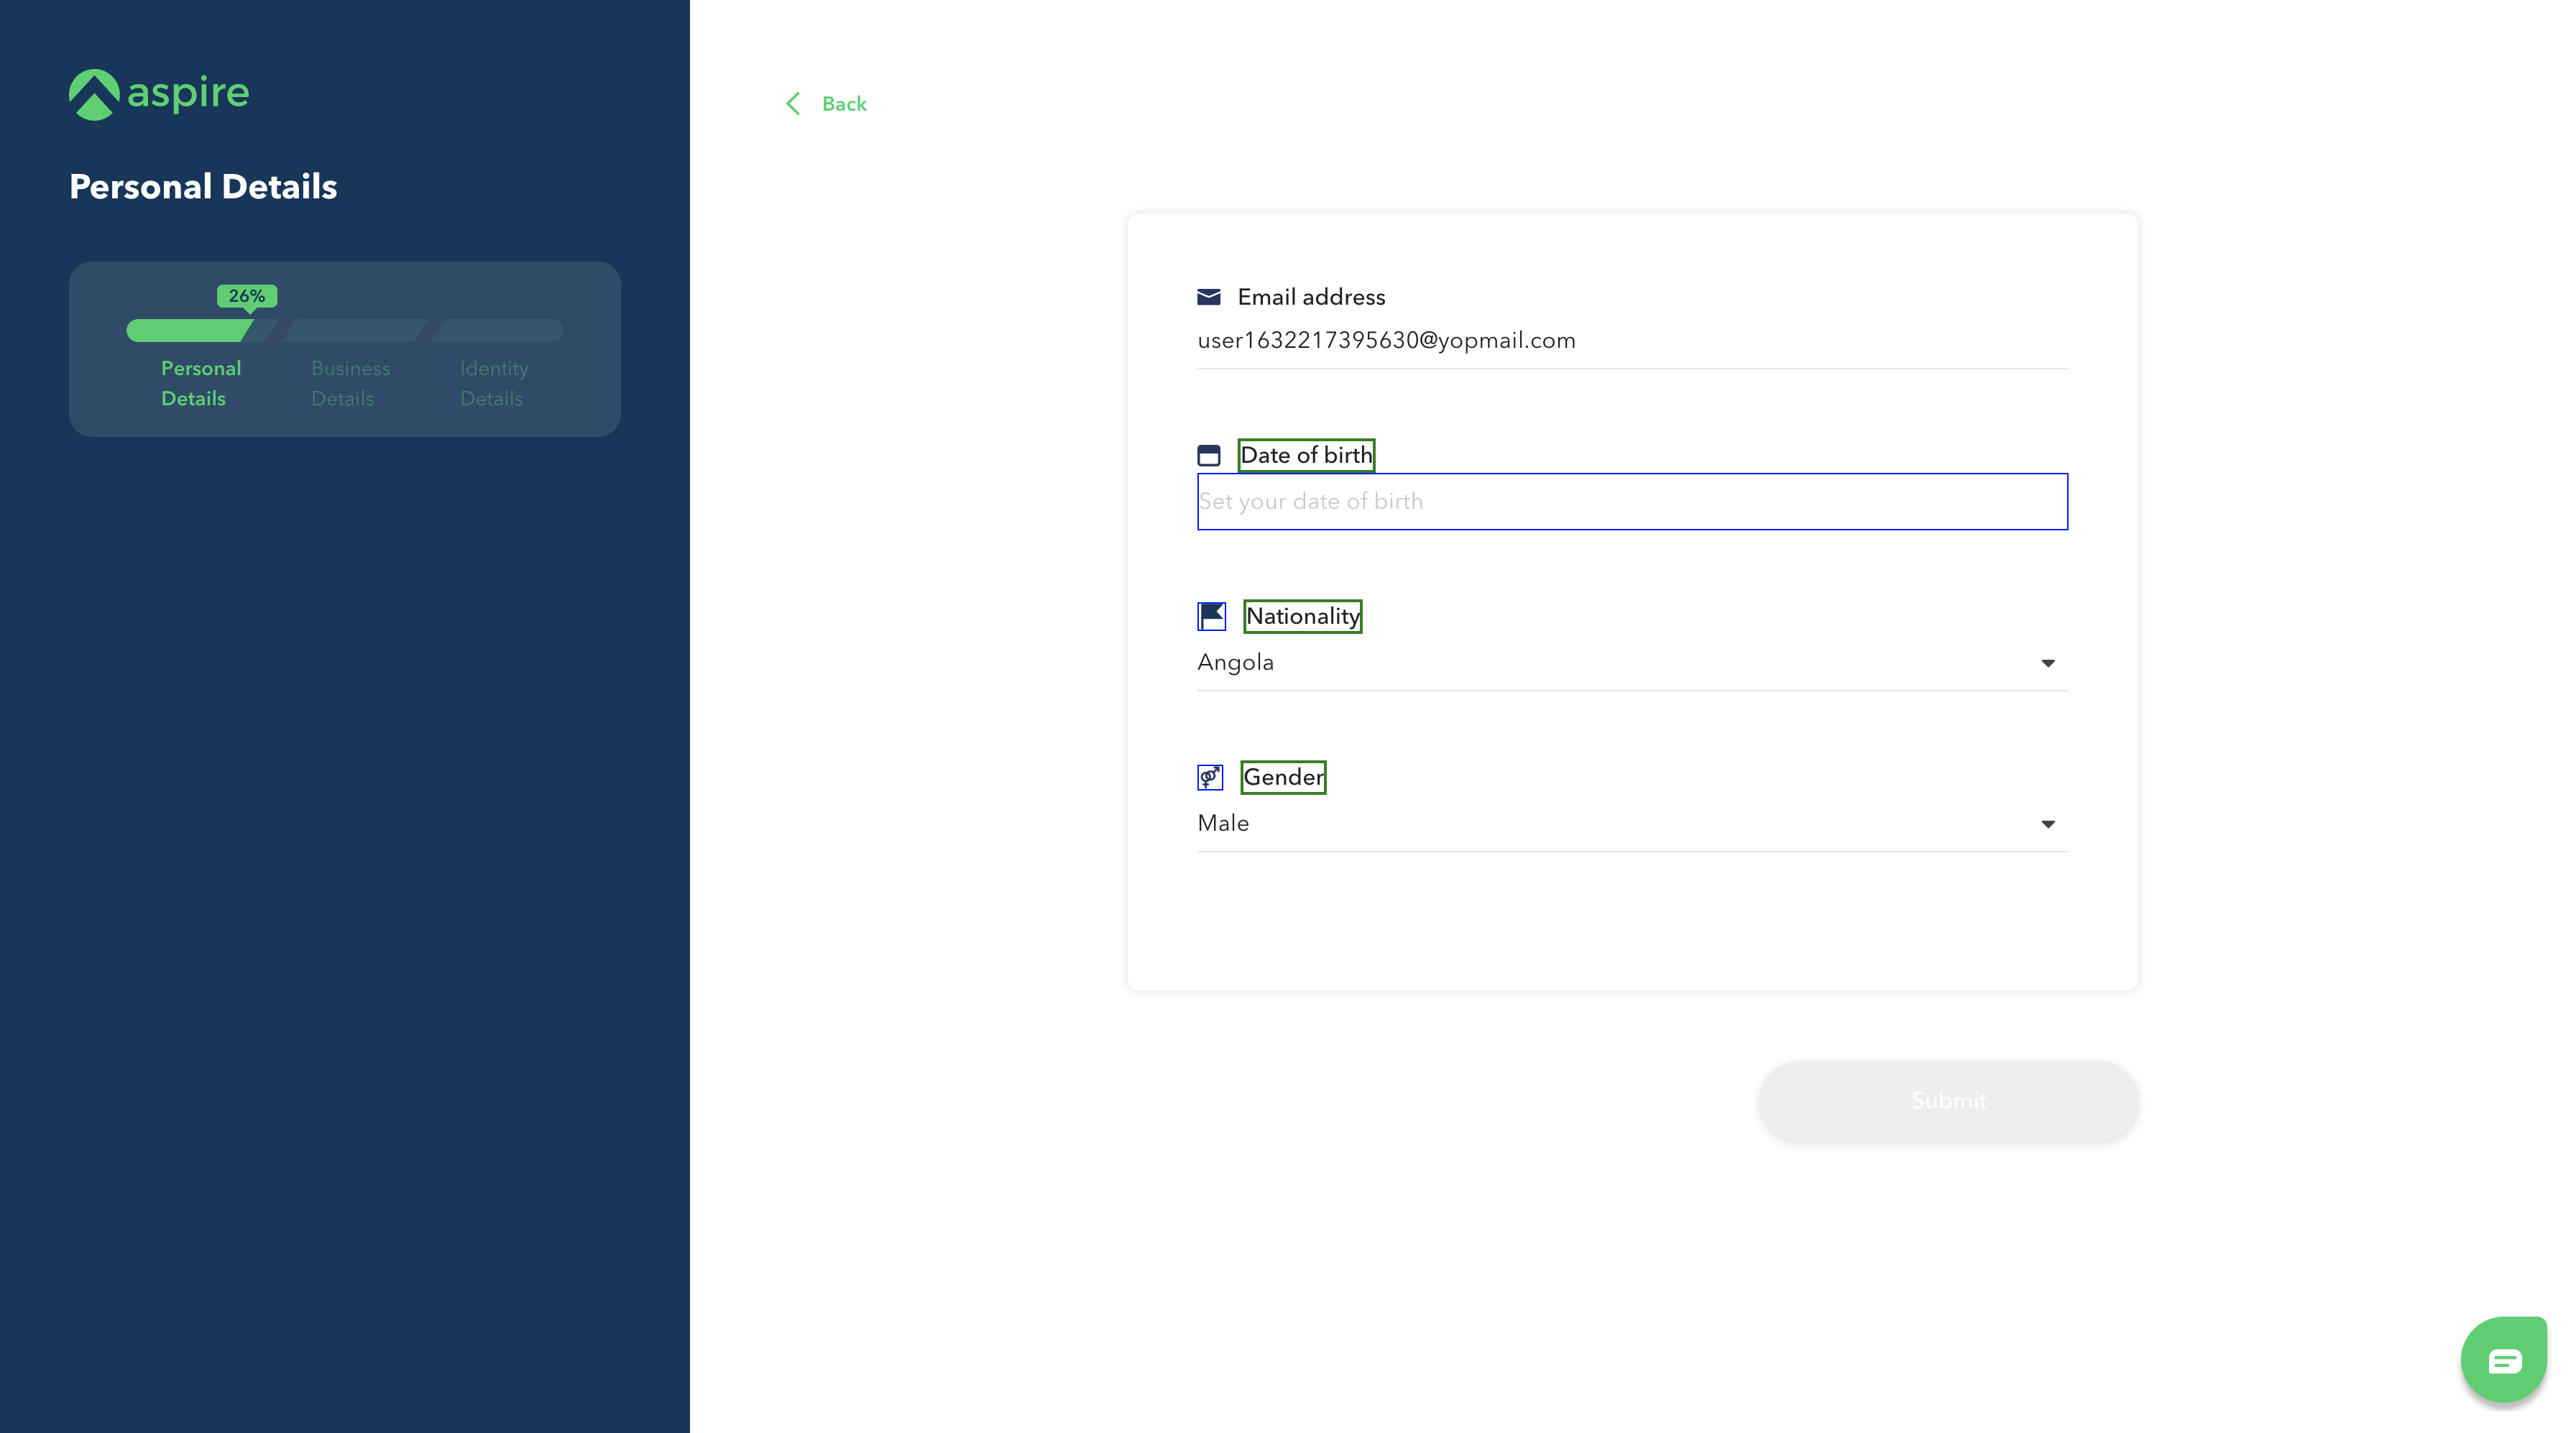 aspire
Personal Details
26%
Personal Details
Business Details
Identity Details
Back
Email address
user1632217395630@yopmail.com
Date of birth
Set your date of birth
Nationality
Angola
Gender
Male
Submit